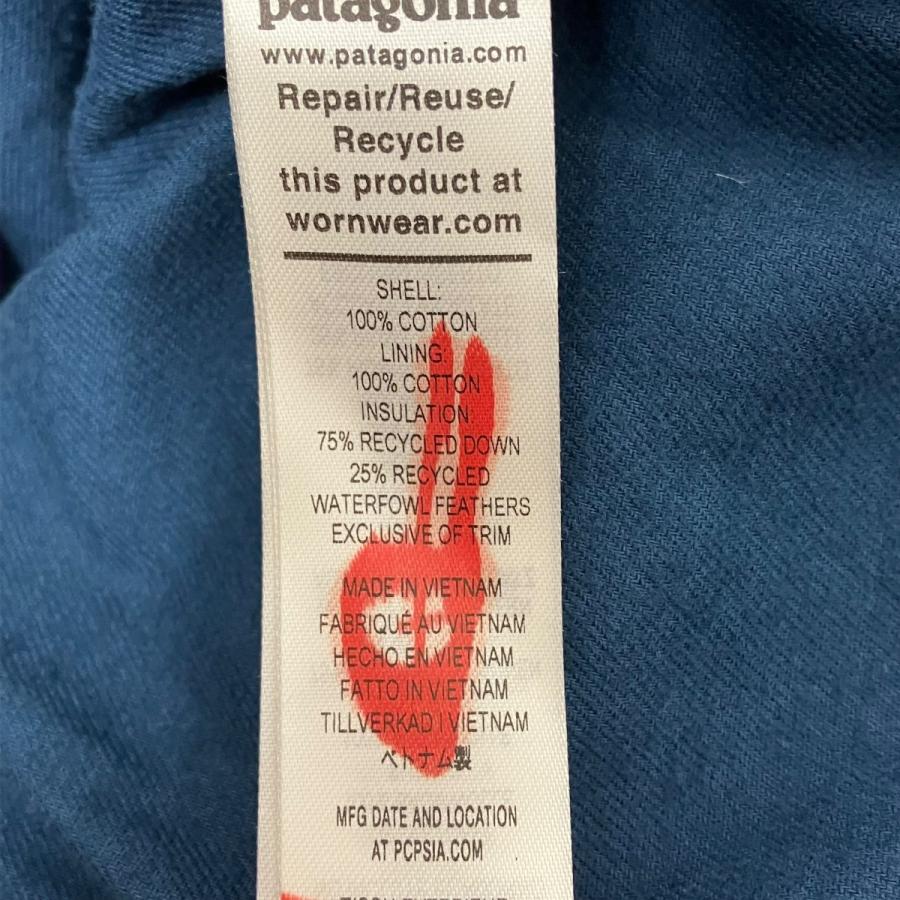 patagonia
www.patagonia.com
Repair/Reuse/
Recycle
this product at
wornwear.com
SHELL:
100% COTTON
LINING:
100% COTTON
INSULATION:
75% RECYCLED DOWN
25% RECYCLED
WATERFOWL FEATHERS
EXCLUSIVE OF TRIM
MADE IN VIETNAM
FABRIQUÉ AU VIETNAM
HECHO EN VIETNAM
FATTO IN VIETNAM
TILLVERKAD I VIETNAM
ベトナム製
MFG DATE AND LOCATION
AT PCPSIA.COM